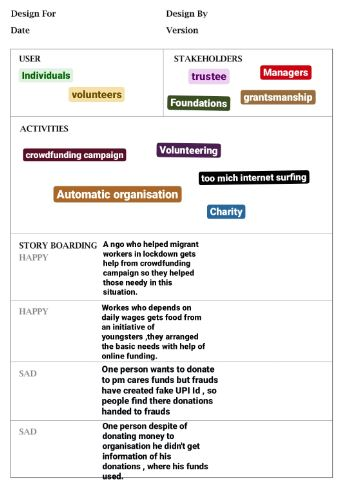 Design For Design By
Date Version
USER STAKEHOLDERS
Individuals
volunteers
trustee Managers
Foundations grantsmanship
ACTIVITIES
crowdfunding campaign Volunteering
too mich internet surfing
Automatic organisation
Charity
STORY BOARDING
HAPPY
A ngo who helped migrant
workers in lockdown gets
help from crowdfunding
campaign so they helped
those needy in this
situation.
HAPPY
Workes who depends on
daily wages gets food from
an initiative of
youngsters ,they arranged
the basic needs with help of
online funding.
SAD
One person wants to donate
to pm cares funds but frauds
have created fake UPI Id , so
people find there donations
handed to frauds
SAD
One person despite of
donating money to
organisation he didn't get
information of his
donations , where his funds
used.